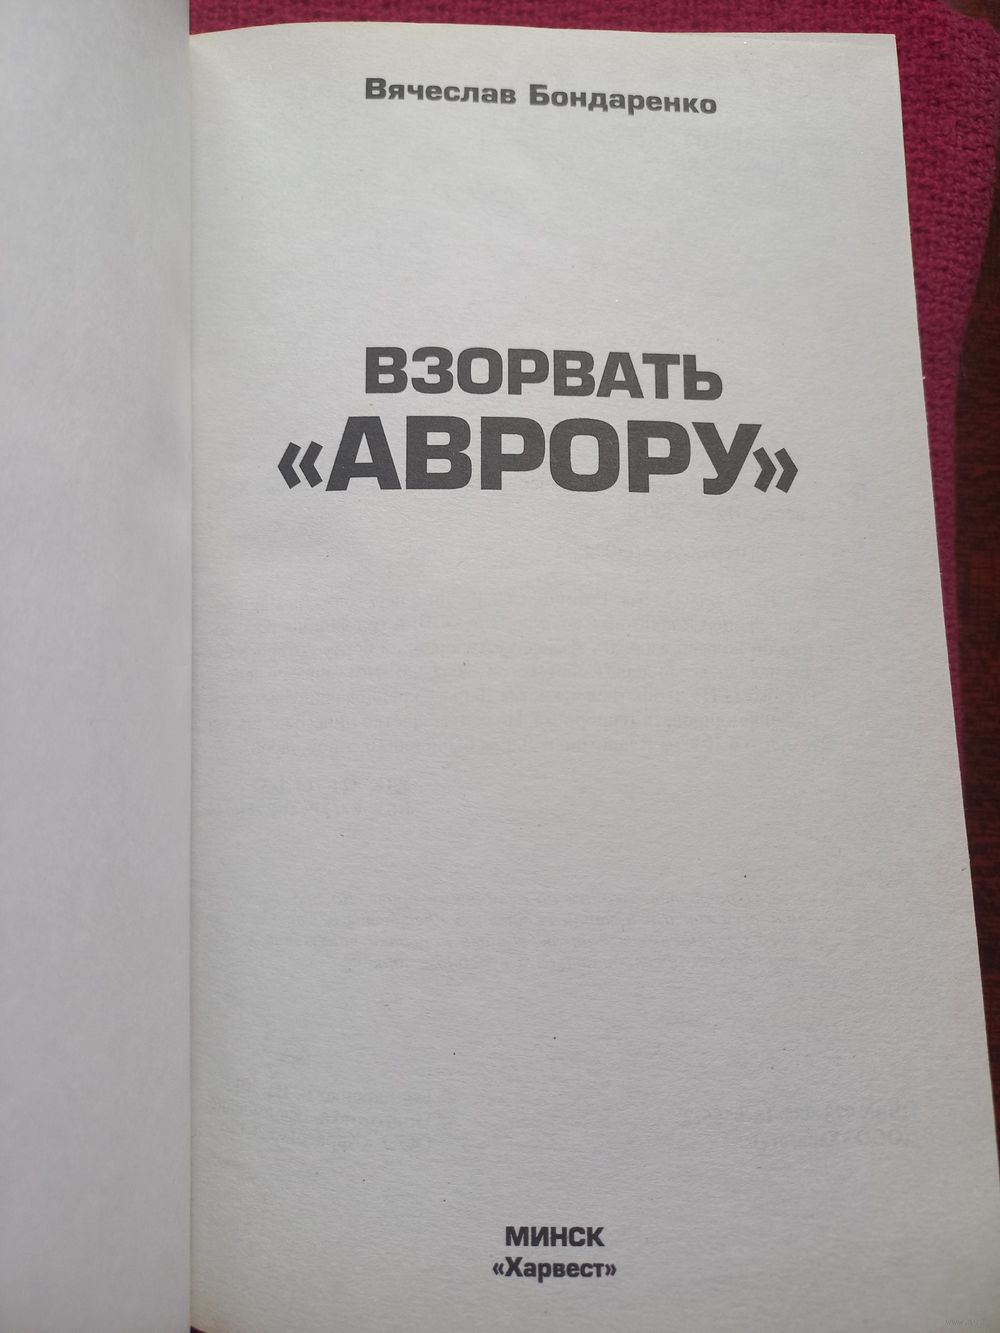 Вячеслав Бондаренко
ВЗОРВАТЬ
«АВРОРУ»
МИНСК
«Харвест»